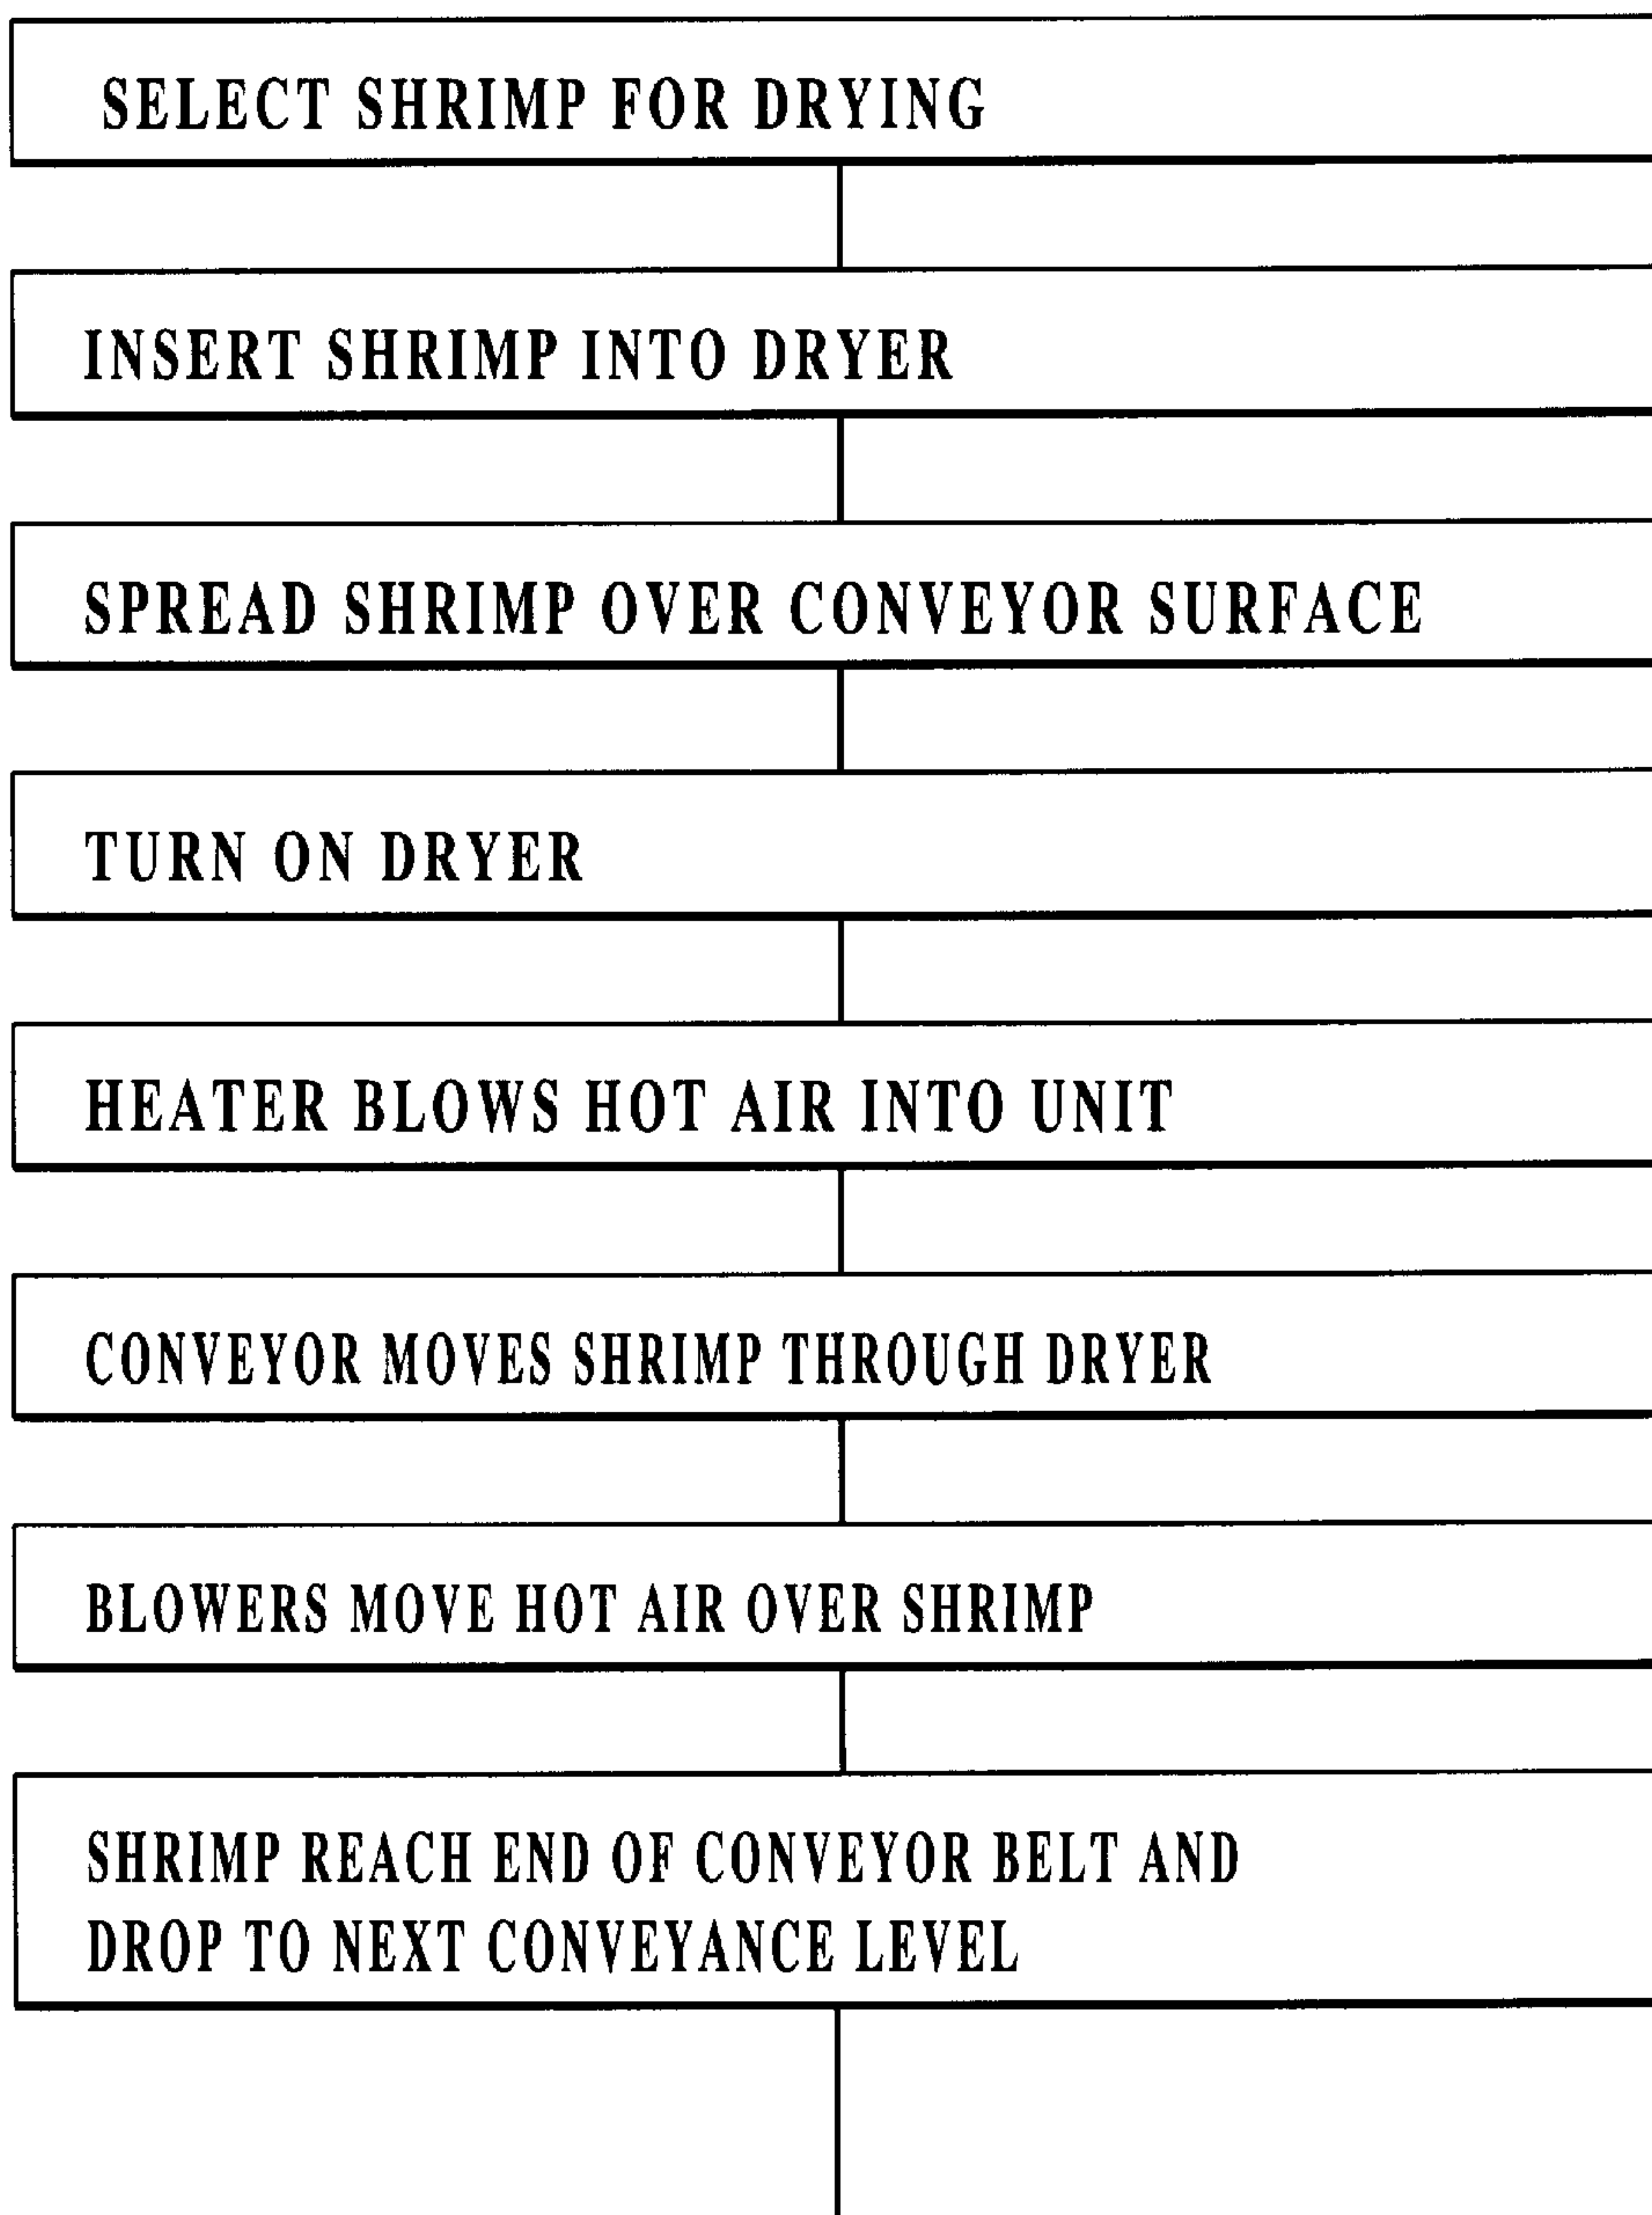 SELECT SHRIMP FOR DRYING
INSERT SHRIMP INTO DRYER
SPREAD SHRIMP OVER CONVEYOR SURFACE
TURN ON DRYER
HEATER BLOWS HOT AIR INTO UNIT
CONVEYOR MOVES SHRIMP THROUGH DRYER
BLOWERS MOVE HOT AIR OVER SHRIMP
SHRIMP REACH END OF CONVEYOR BELT AND
DROP TO NEXT CONVEYANCE LEVEL